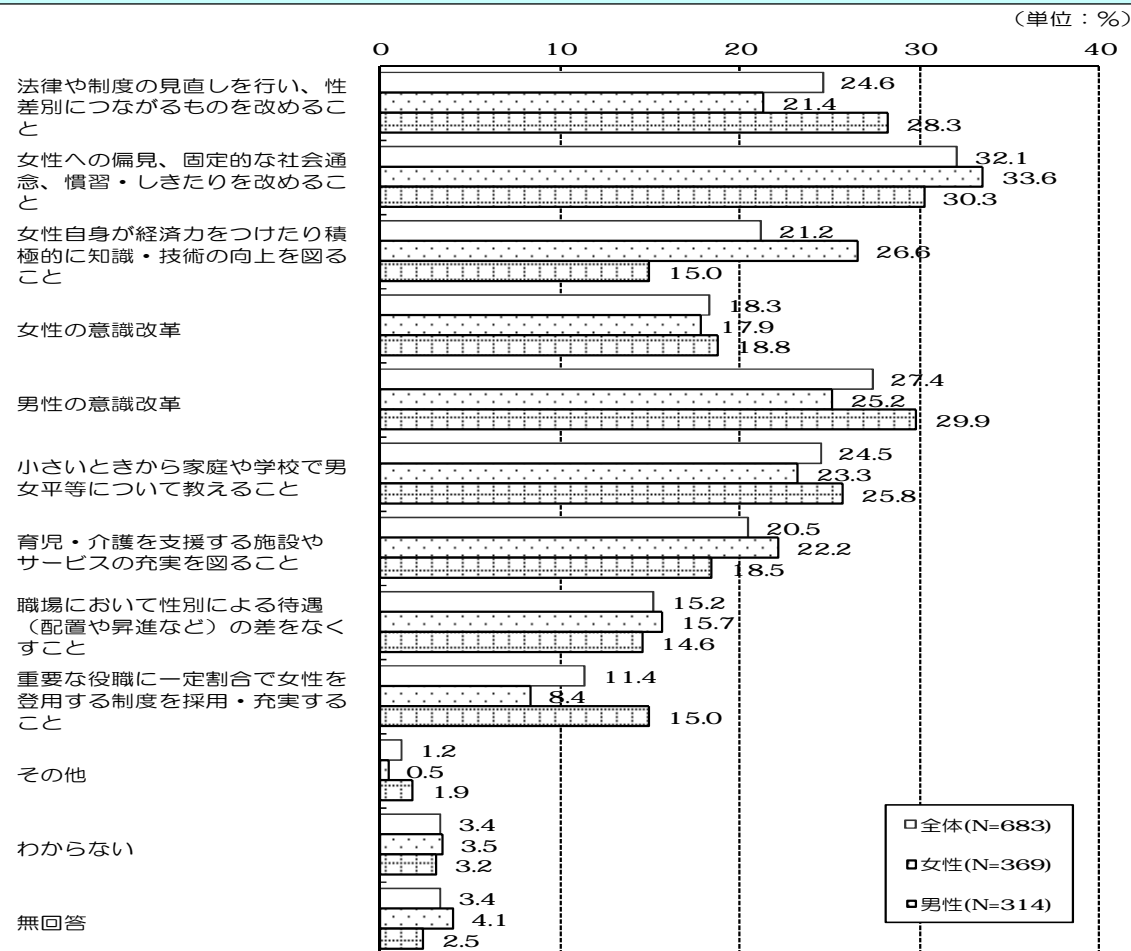 （単位：％）
0 10 20 30 40
法律や制度の見直しを行い、性
差別につながるものを改めるこ
と
24.6
21.4
28.3
女性への偏見、固定的な社会通
念、慣習・しきたりを改めるこ
と
32.1
33.6
30.3
女性自身が経済力をつけたり積
極的に知識・技術の向上を図る
こと
21.2
26.6
15.0
女性の意識改革
18.3
17.9
18.8
男性の意識改革
27.4
25.2
29.9
小さいときから家庭や学校で男
女平等について教えること
24.5
23.3
25.8
育児・介護を支援する施設や
サービスの充実を図ること
20.5
22.2
18.5
職場において性別による待遇
（配置や昇進など）の差をなく
すこと
15.2
15.7
14.6
重要な役職に一定割合で女性を
登用する制度を採用・充実する
こと
11.4
8.4
15.0
その他
1.2
0.5
1.9
わからない
3.4
3.5
3.2
無回答
3.4
4.1
2.5
全体(N=683)
女性(N=369)
男性(N=314)